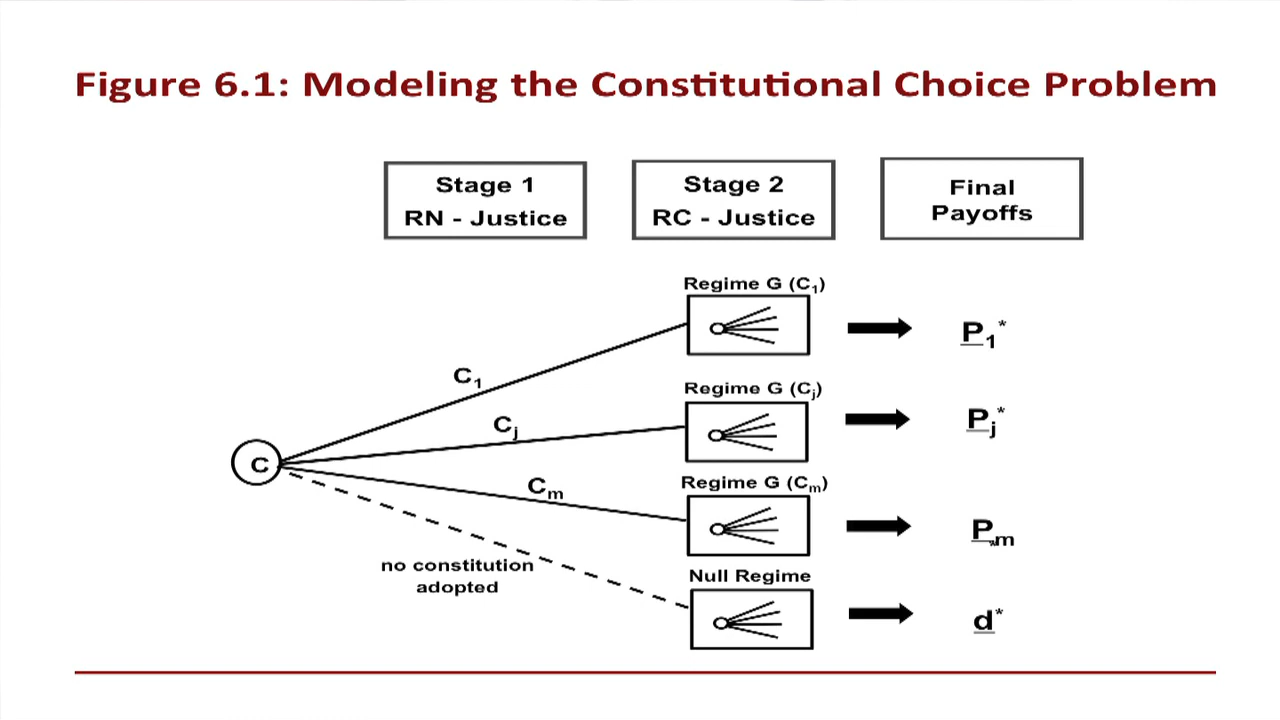 Figure 6.1: Modeling the Constitutional Choice Problem
Stage 1
RN - Justice
Stage 2
RC - Justice
Final
Payoffs
Regime G (C₁)
P₁*
C₁
Regime G (Cⱼ)
Pⱼ*
Cⱼ
C
Regime G (Cₘ)
Cₘ
P*ₘ
no constitution
adopted
Null Regime
d*